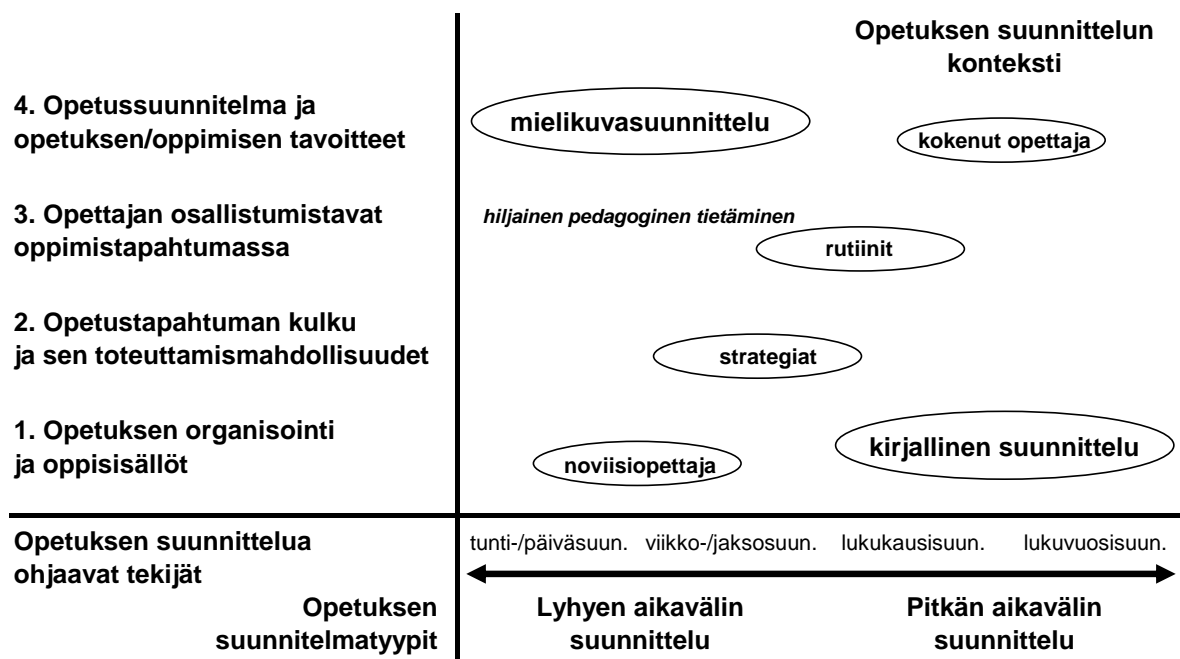 Opetuksen suunnittelun
konteksti
4. Opetussuunnitelma ja
opetuksen/oppimisen tavoitteet
mielikuvasuunnittelu
kokenut opettaja
3. Opettajan osallistumistavat
oppimistapahtumassa
hiljainen pedagoginen tietäminen
rutiinit
2. Opetustapahtuman kulku
ja sen toteuttamismahdollisuudet
strategiat
1. Opetuksen organisointi
ja oppisisällöt
noviisiopettaja
kirjallinen suunnittelu
Opetuksen suunnittelua
ohjaavat tekijät
tunti-/päiväsuun. viikko-/jaksosuun. lukukausisuun. lukuvuosisuun.
Opetuksen
suunnitelmatyypit
Lyhyen aikavälin
suunnittelu
Pitkän aikavälin
suunnittelu